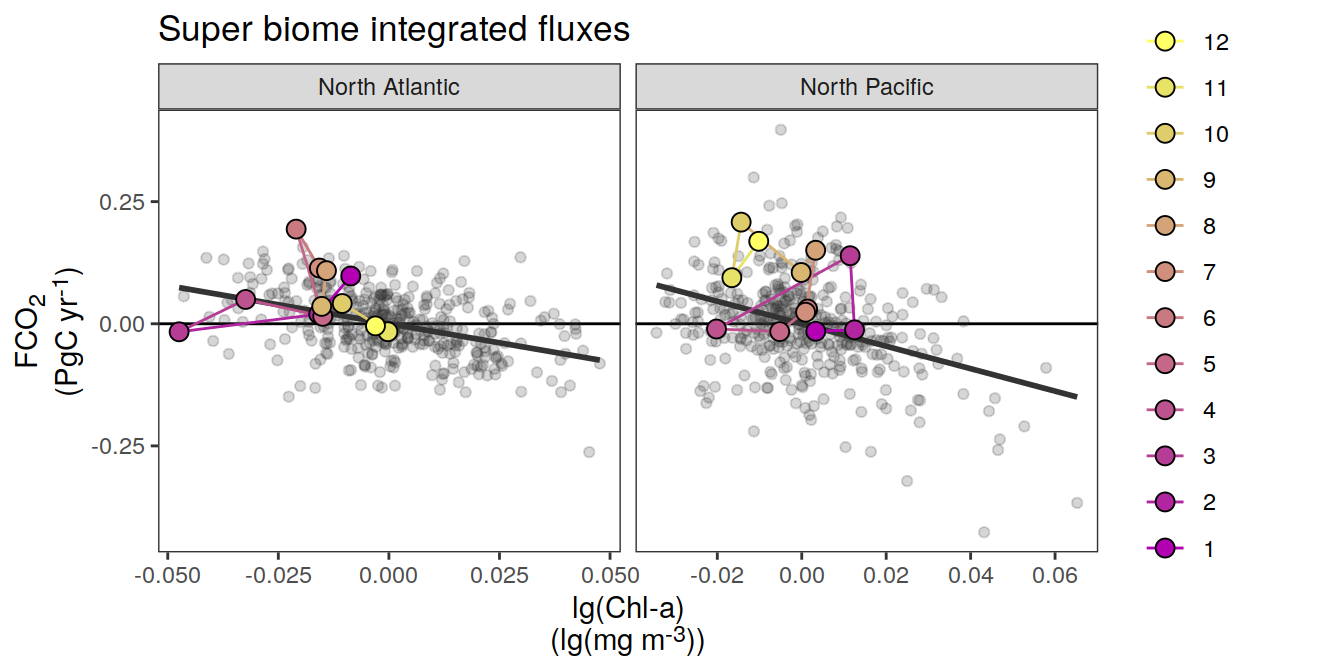 Super biome integrated fluxes
North Atlantic
North Pacific
FCO₂
(PgC yr⁻¹)
0.25
0.00
-0.25
-0.050 -0.025 0.000 0.025 0.050
-0.02 0.00 0.02 0.04 0.06
lg(Chl-a)
(lg(mg m⁻³))
12
11
10
9
8
7
6
5
4
3
2
1